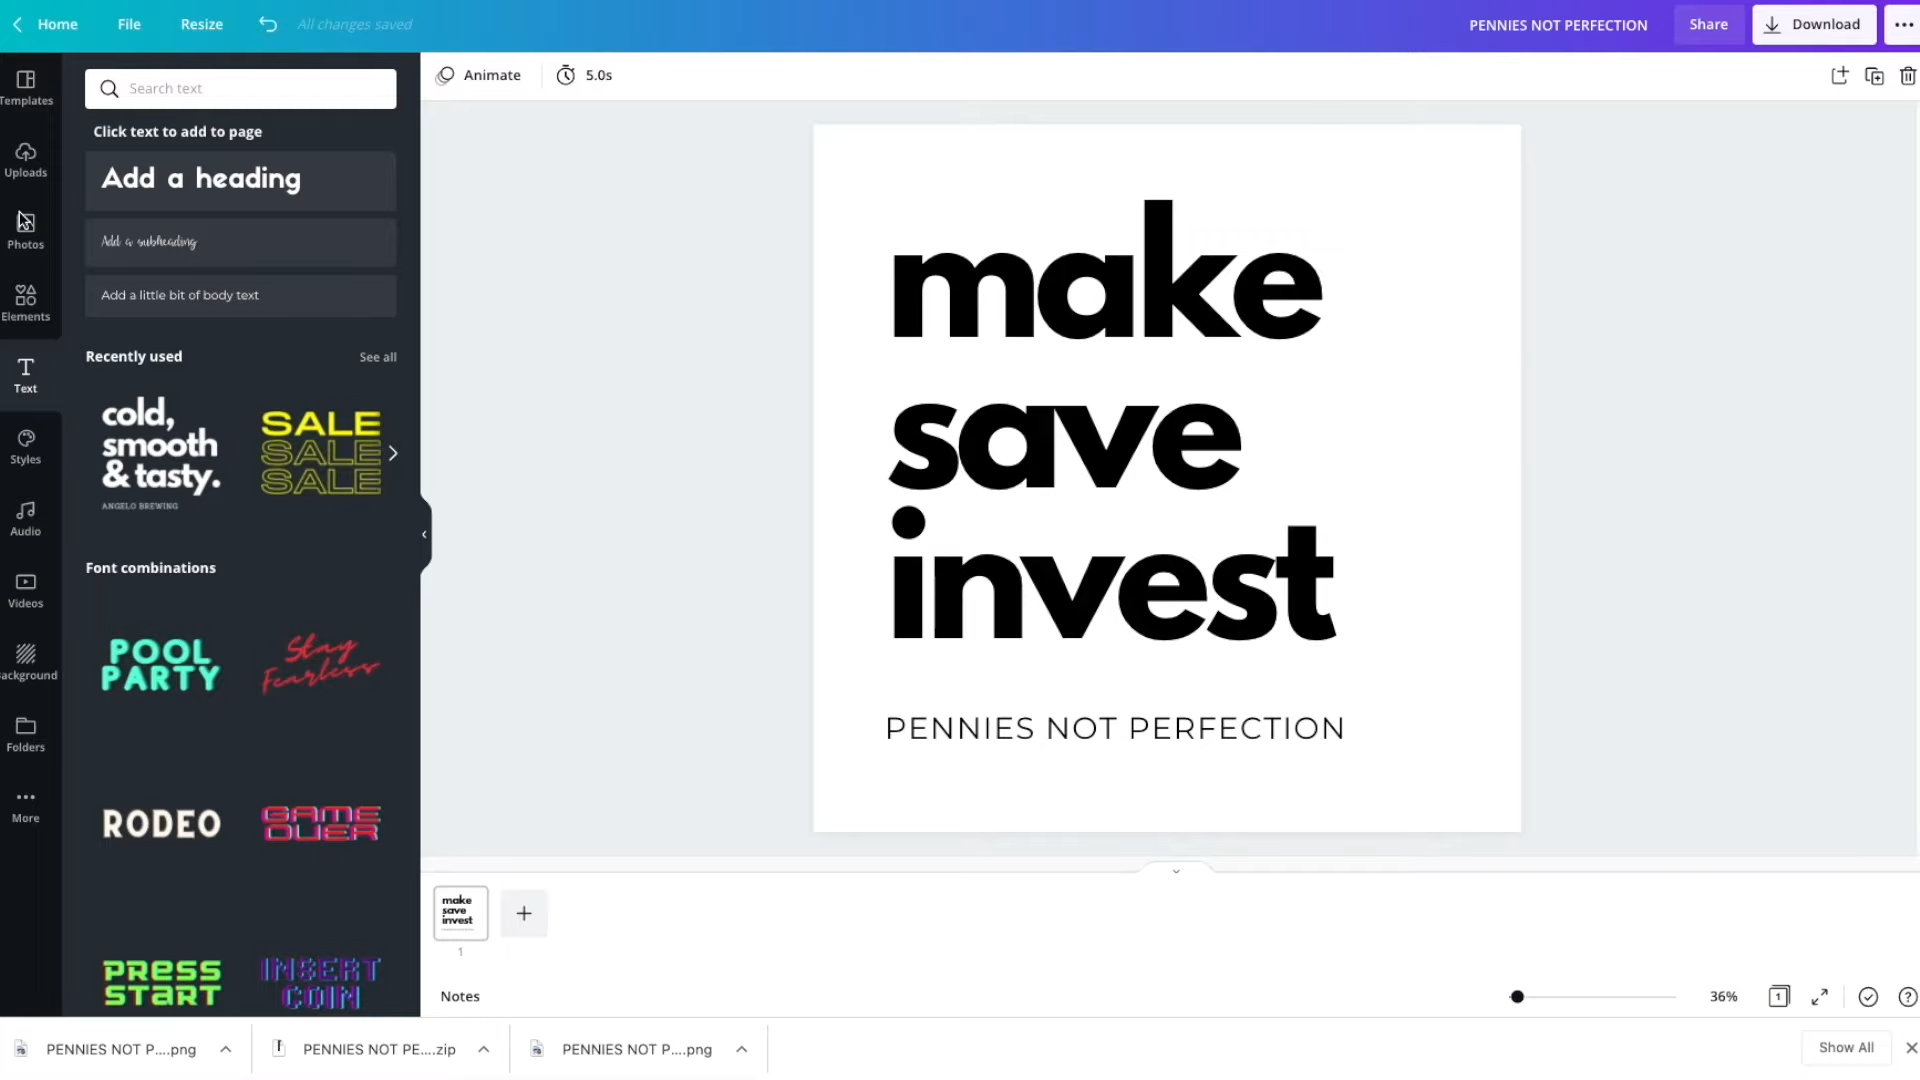 Home
File
Resize
All changes saved
PENNIES NOT PERFECTION
Share
Download
Animate
5.0s
Templates
Uploads
Photos
Elements
Text
Styles
Audio
Videos
ackground
Folders
More
Search text
Click text to add to page
Add a heading
Add a subheading
Add a little bit of body text
Recently used
See all
cold,
smooth
& tasty.
ANGELO BREWING
SALE
SALE
SALE
Font combinations
POOL
PARTY
Stay
Fearless
RODEO
GAME
OVER
PRESS
START
INSERT
COIN
make
save
invest
PENNIES NOT PERFECTION
make
save
invest
1
Notes
36%
1
PENNIES NOT P....png
PENNIES NOT PE....zip
PENNIES NOT P....png
Show All